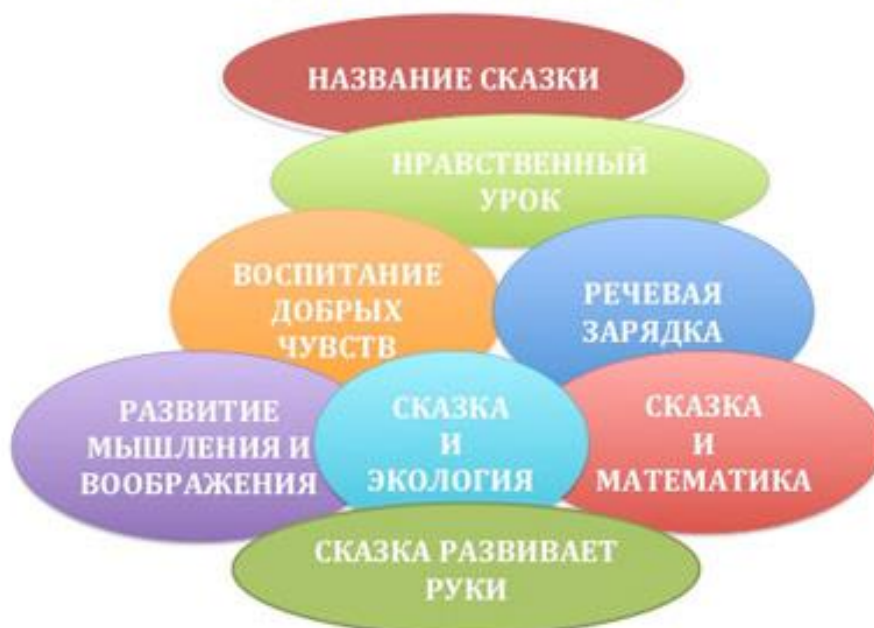 НАЗВАНИЕ СКАЗКИ
НРАВСТВЕННЫЙ
УРОК
ВОСПИТАНИЕ
ДОБРЫХ
ЧУВСТВ
РЕЧЕВАЯ
ЗАРЯДКА
РАЗВИТИЕ
МЫШЛЕНИЯ И
ВООБРАЖЕНИЯ
СКАЗКА
И
ЭКОЛОГИЯ
СКАЗКА
И
МАТЕМАТИКА
СКАЗКА РАЗВИВАЕТ
РУКИ